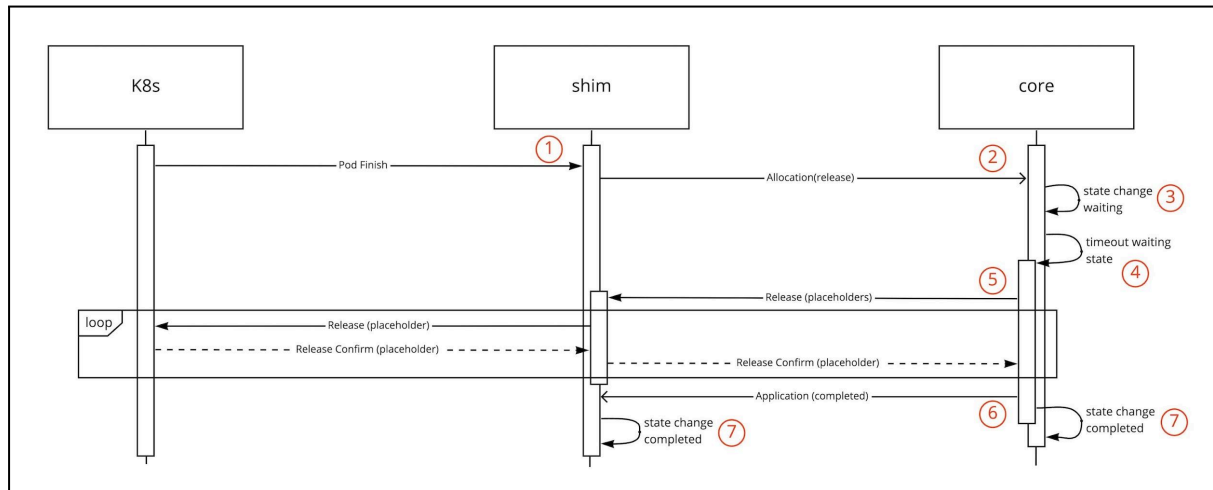 K8s
shim
core
1
Pod Finish
2
Allocation(release)
state change
waiting
3
timeout waiting
state
4
5
Release (placeholders)
loop
Release (placeholder)
Release Confirm (placeholder)
Release Confirm (placeholder)
Application (completed)
6
state change
completed
7
state change
completed
7